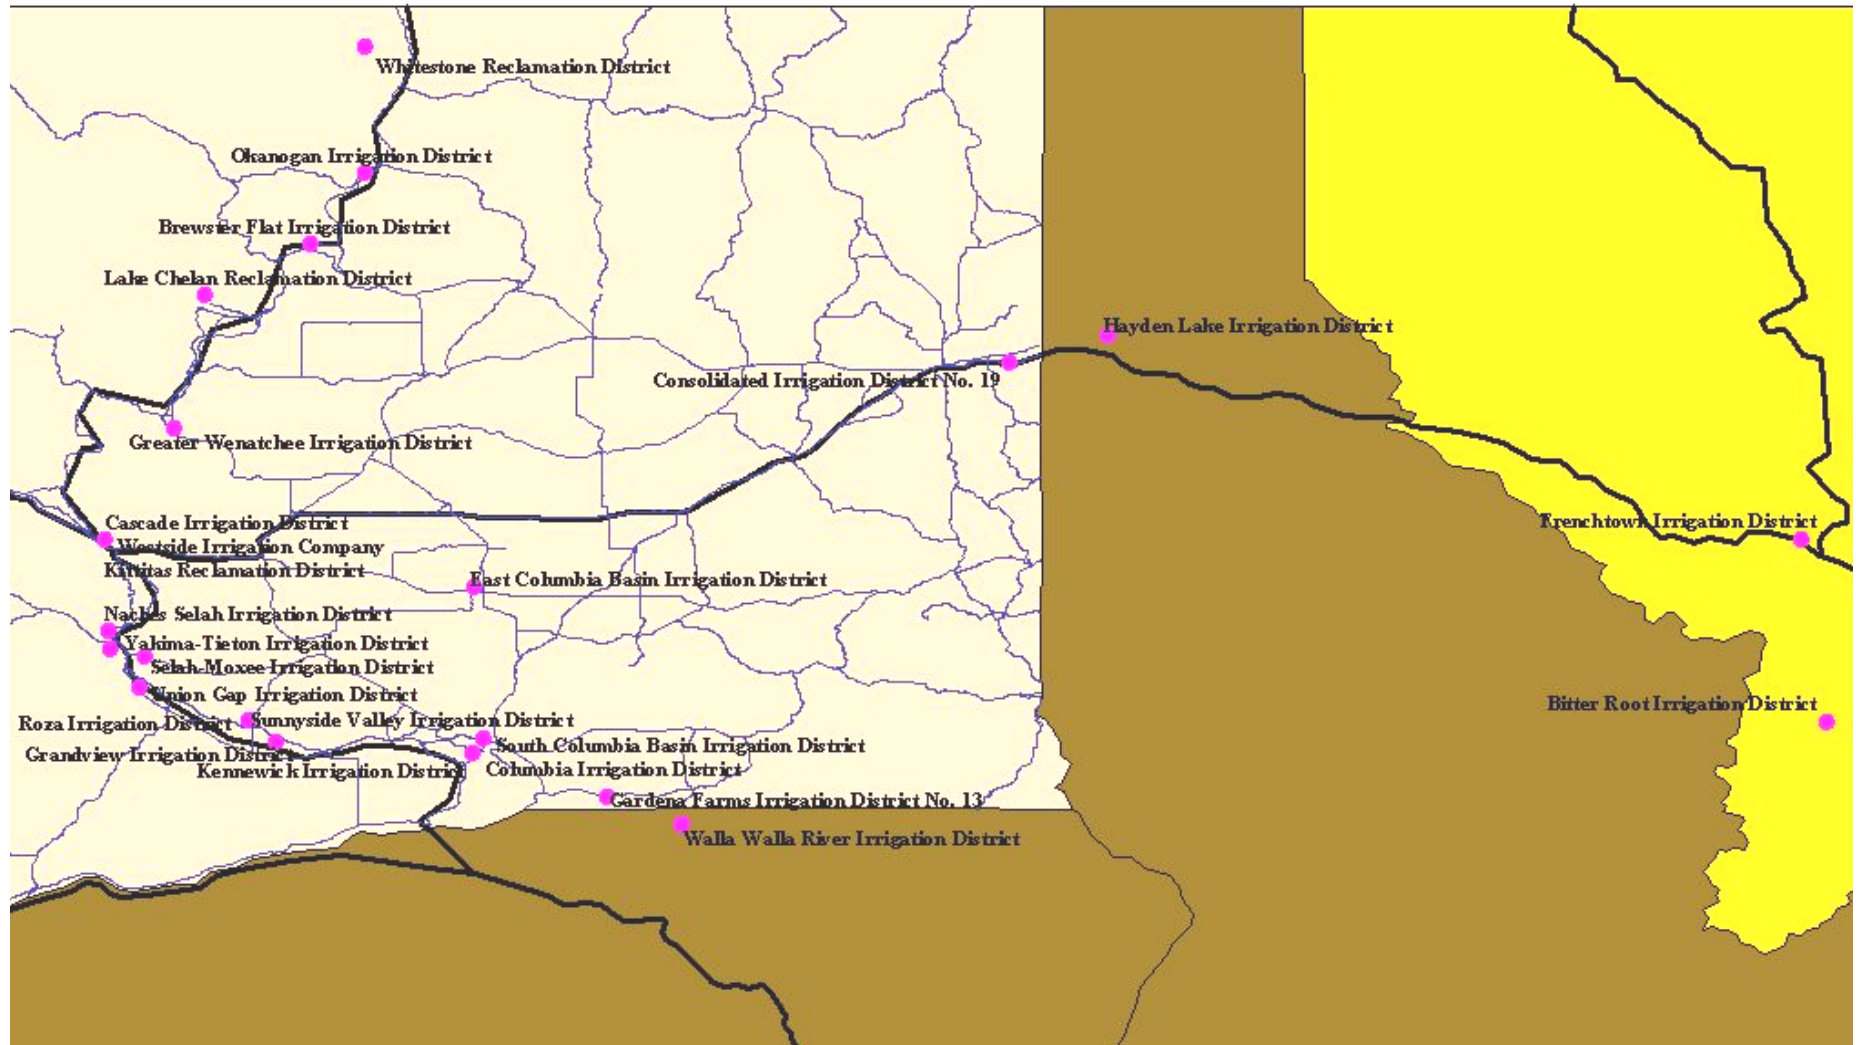 Whitestone Reclamation District
Okanogan Irrigation District
Brewster Flat Irrigation District
Lake Chelan Reclamation District
Hayden Lake Irrigation District
Consolidated Irrigation District No. 19
Greater Wenatchee Irrigation District
Cascade Irrigation District
Frenchtown Irrigation District
Westside Irrigation Company
Kittitas Reclamation District
East Columbia Basin Irrigation District
Naches Selah Irrigation District
Yakima-Tieton Irrigation District
Selah-Moxee Irrigation District
Union Gap Irrigation District
Bitter Root Irrigation District
Roza Irrigation District
Sunnyside Valley Irrigation District
South Columbia Basin Irrigation District
Grandview Irrigation District
Kennewick Irrigation District
Columbia Irrigation District
Gardena Farms Irrigation District No. 13
Walla Walla River Irrigation District